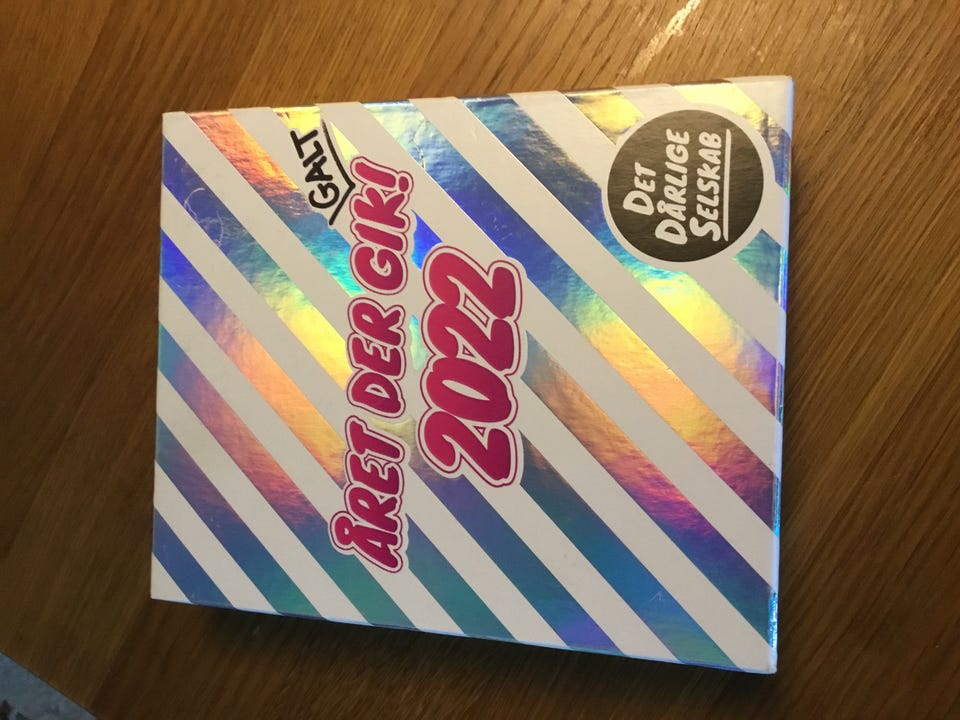 GALT
ÅRET DER GIK!
2022
DET
DÅRLIGE
SELSKAB